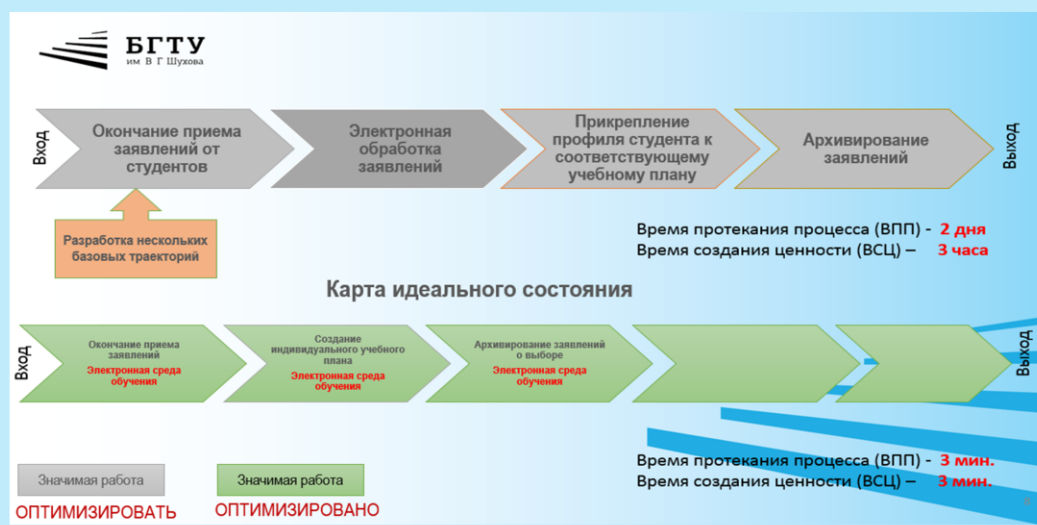 БГТУ
им В Г Шухова
Вход
Окончание приема
заявлений от
студентов
Электронная
обработка
заявлений
Прикрепление
профиля студента к
соответствующему
учебному плану
Архивирование
заявлений
Выход
Разработка нескольких
базовых траекторий
Время протекания процесса (ВПП) - 2 дня
Время создания ценности (ВСЦ) – 3 часа
Карта идеального состояния
Вход
Окончание приема
заявлений
Электронная среда
обучения
Создание
индивидуального учебного
плана
Электронная среда
обучения
Архивирование заявлений
о выборе
Электронная среда
обучения
Выход
Время протекания процесса (ВПП) - 3 мин.
Время создания ценности (ВСЦ) – 3 мин.
Значимая работа
ОПТИМИЗИРОВАТЬ
Значимая работа
ОПТИМИЗИРОВАНО